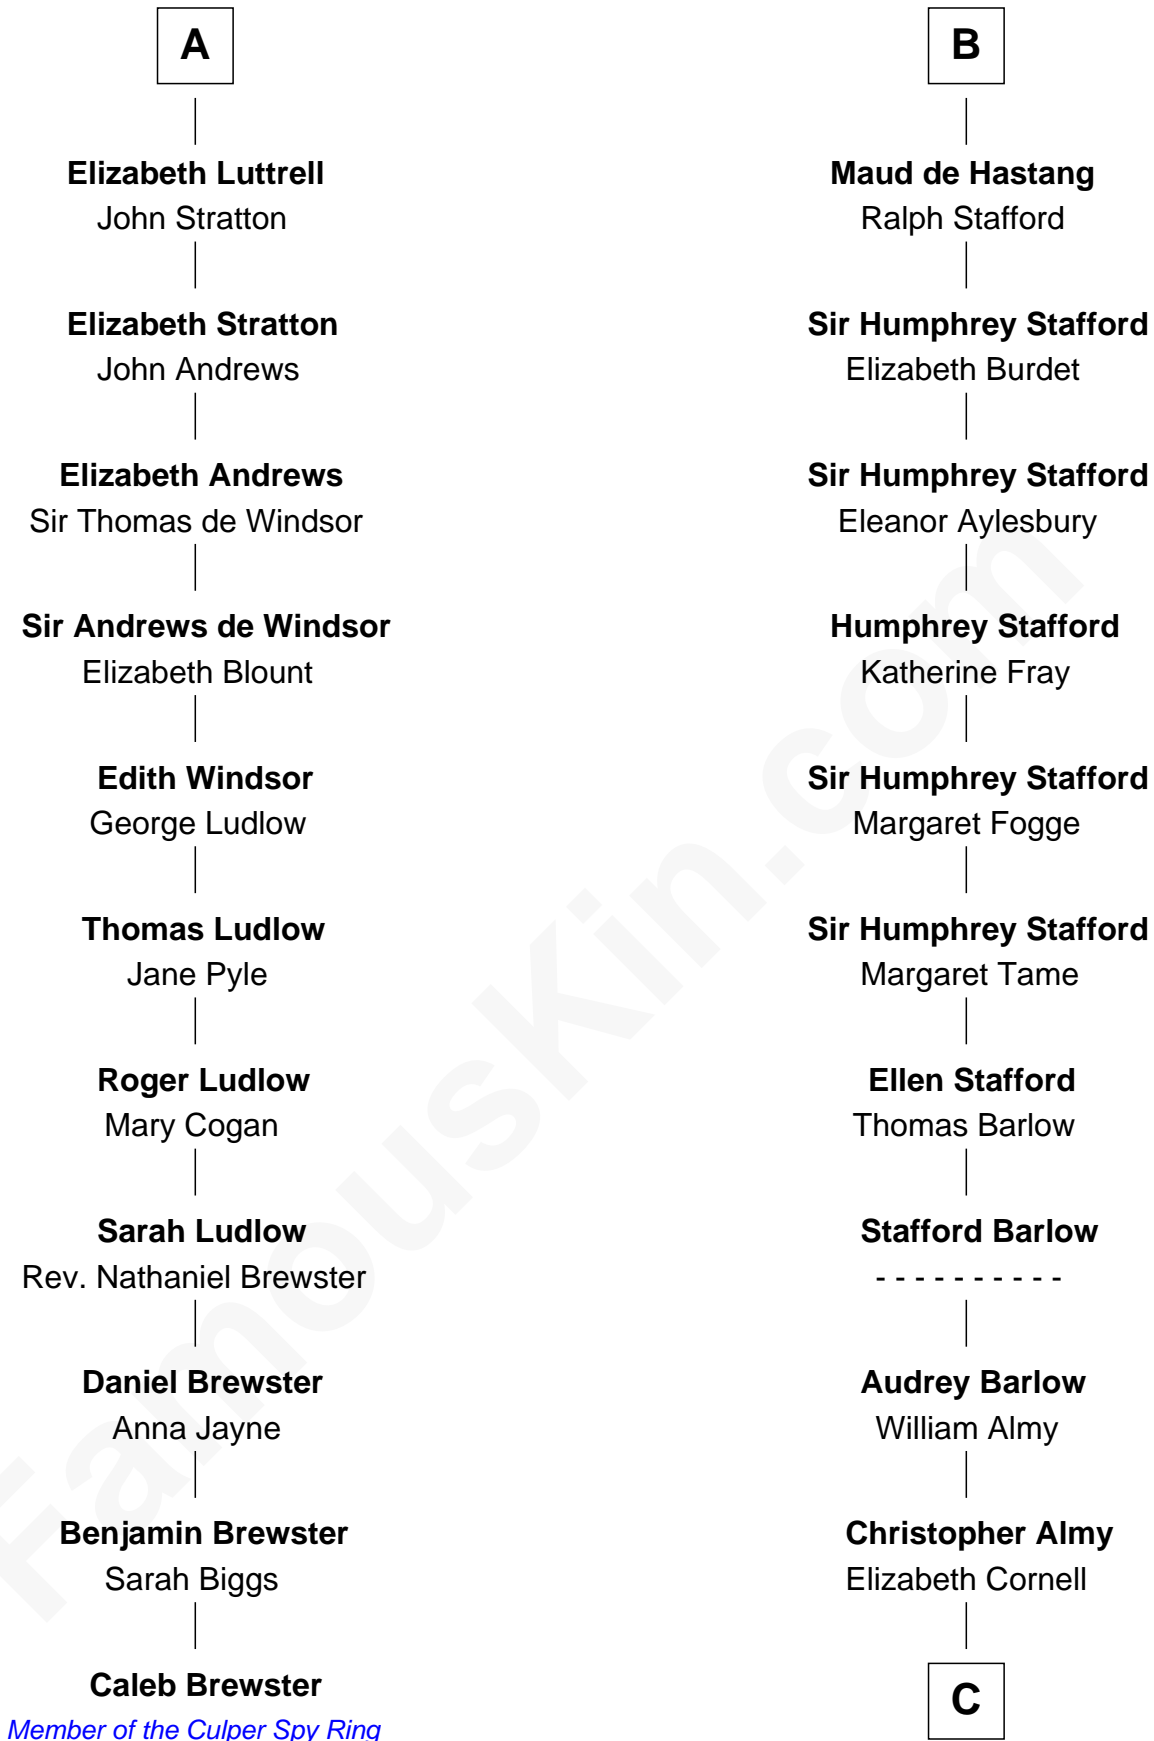 A
Elizabeth Luttrell
John Stratton
Elizabeth Stratton
John Andrews
Elizabeth Andrews
Sir Thomas de Windsor
Sir Andrews de Windsor
Elizabeth Blount
Edith Windsor
George Ludlow
Thomas Ludlow
Jane Pyle
Roger Ludlow
Mary Cogan
Sarah Ludlow
Rev. Nathaniel Brewster
Daniel Brewster
Anna Jayne
Benjamin Brewster
Sarah Biggs
Caleb Brewster
Member of the Culper Spy Ring
B
Maud de Hastang
Ralph Stafford
Sir Humphrey Stafford
Elizabeth Burdet
Sir Humphrey Stafford
Eleanor Aylesbury
Humphrey Stafford
Katherine Fray
Sir Humphrey Stafford
Margaret Fogge
Sir Humphrey Stafford
Margaret Tame
Ellen Stafford
Thomas Barlow
Stafford Barlow
- - - - - - - - - -
Audrey Barlow
William Almy
Christopher Almy
Elizabeth Cornell
C
FamousKin.com